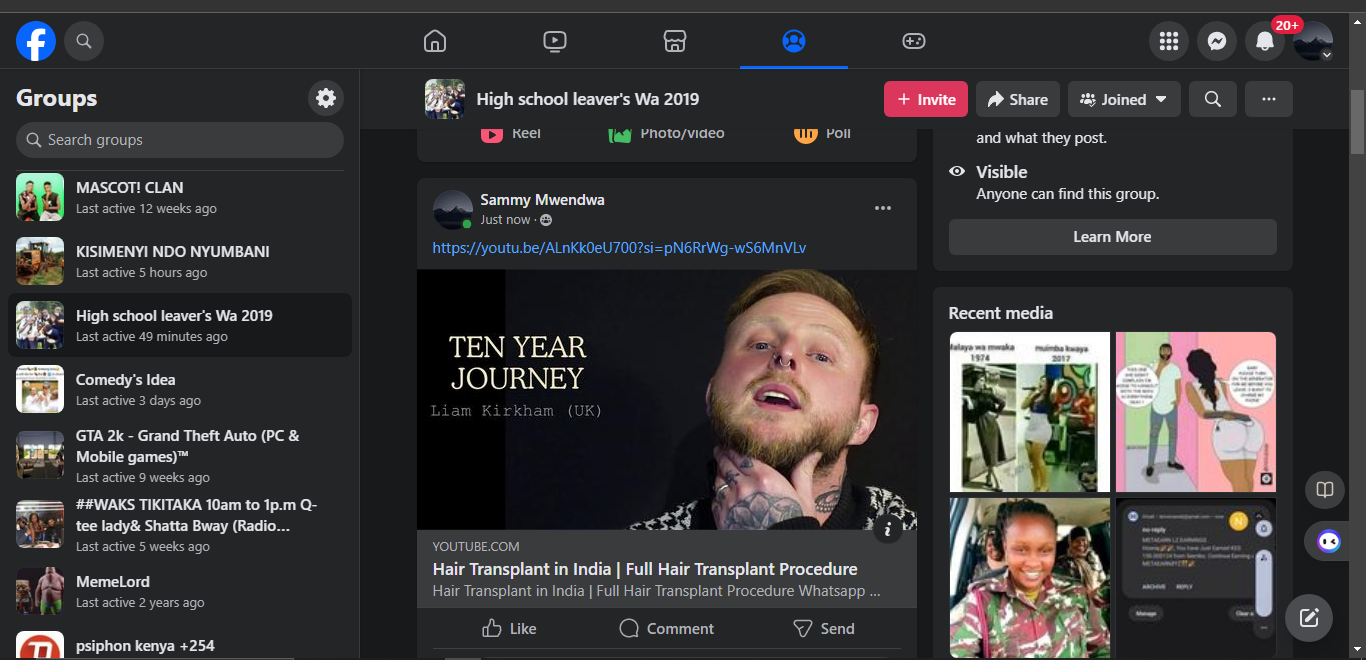 20+
Groups
Search groups
MASCOT! CLAN
Last active 12 weeks ago
KISIMENYI NDO NYUMBANI
Last active 5 hours ago
High school leaver's Wa 2019
Last active 49 minutes ago
Comedy's Idea
Last active 3 days ago
GTA 2k - Grand Theft Auto (PC &
Mobile games)™
Last active 9 weeks ago
##WAKS TIKITAKA 10am to 1p.m Q-
tee lady& Shatta Bway (Radio...
Last active 5 weeks ago
MemeLord
Last active 2 years ago
psiphon kenya +254
High school leaver's Wa 2019
+ Invite
Share
Joined
Reel
Photo/video
Poll
Sammy Mwendwa
Just now ·
https://youtu.be/ALnKk0eU700?si=pN6RrWg-wS6MnVLv
TEN YEAR
JOURNEY
Liam Kirkham (UK)
YOUTUBE.COM
Hair Transplant in India | Full Hair Transplant Procedure
Hair Transplant in India | Full Hair Transplant Procedure Whatsapp ...
Like
Comment
Send
and what they post.
Visible
Anyone can find this group.
Learn More
Recent media
Malaya wa mwaka
1974
muimba kwaya
2017
no-reply
ARCHIVE
REPLY
Manage